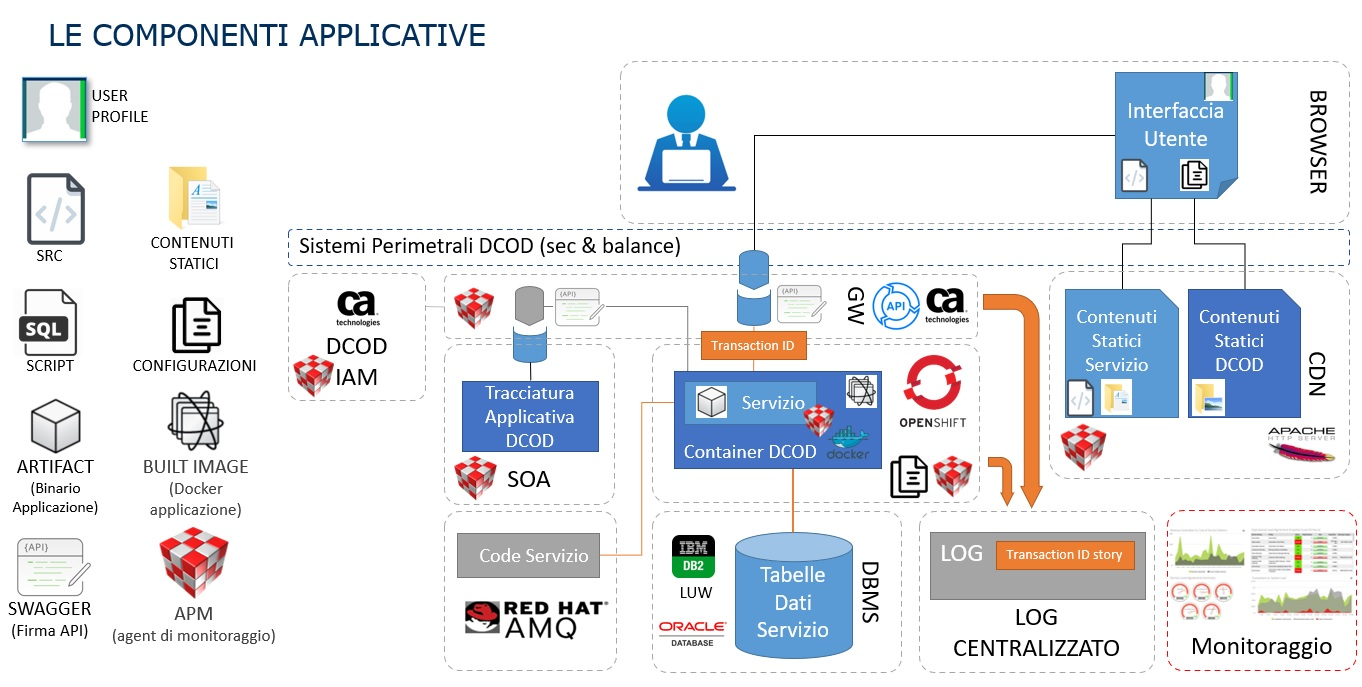 LE COMPONENTI APPLICATIVE
USER
PROFILE
</>
SRC
CONTENUTI
STATICI
SQL
SCRIPT
CONFIGURAZIONI
ARTIFACT
(Binario
Applicazione)
BUILT IMAGE
(Docker
applicazione)
{API}
SWAGGER
(Firma API)
APM
(agent di monitoraggio)
Interfaccia
Utente
</>
BROWSER
Sistemi Perimetrali DCOD (sec & balance)
ca
technologies
DCOD
IAM
{API}
{API}
GW
API
ca
technologies
Transaction ID
Tracciatura
Applicativa
DCOD
SOA
Servizio
Container DCOD
docker
OPENSHIFT
Contenuti
Statici
Servizio
</>
Contenuti
Statici
DCOD
CDN
APACHE
HTTP SERVER
Code Servizio
RED HAT®
AMQ
IBM
DB2
LUW
ORACLE
DATABASE
Tabelle
Dati
Servizio
DBMS
LOG
Transaction ID story
LOG
CENTRALIZZATO
Monitoraggio